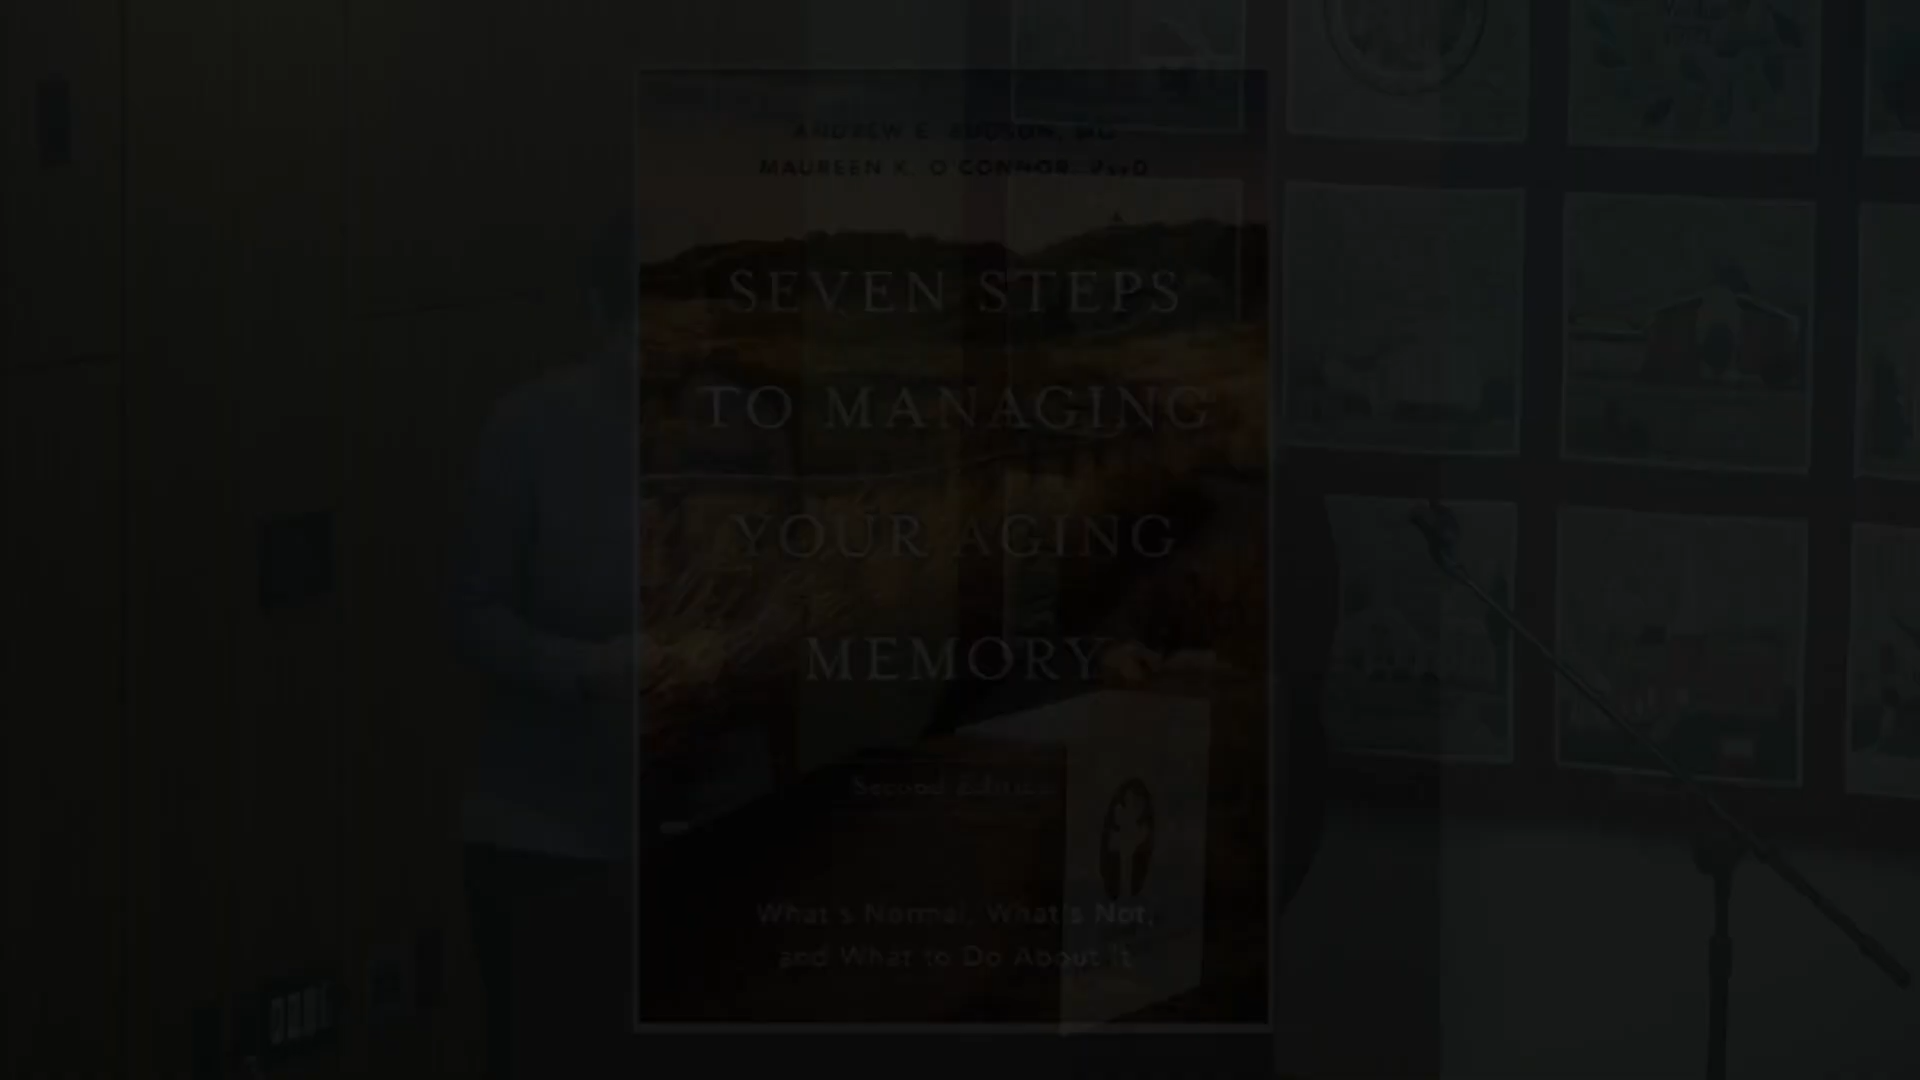 ANDREW E. BUDSON, MD
MAUREEN K. O'CONNOR, PsyD
SEVEN STEPS
TO MANAGING
YOUR AGING
MEMORY
Second Edition
What's Normal, What's Not,
and What to Do About It